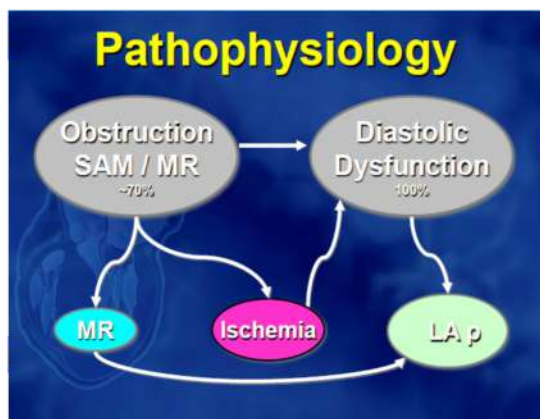 Pathophysiology
Obstruction
SAM / MR
~70%
Diastolic
Dysfunction
100%
MR
Ischemia
LA p